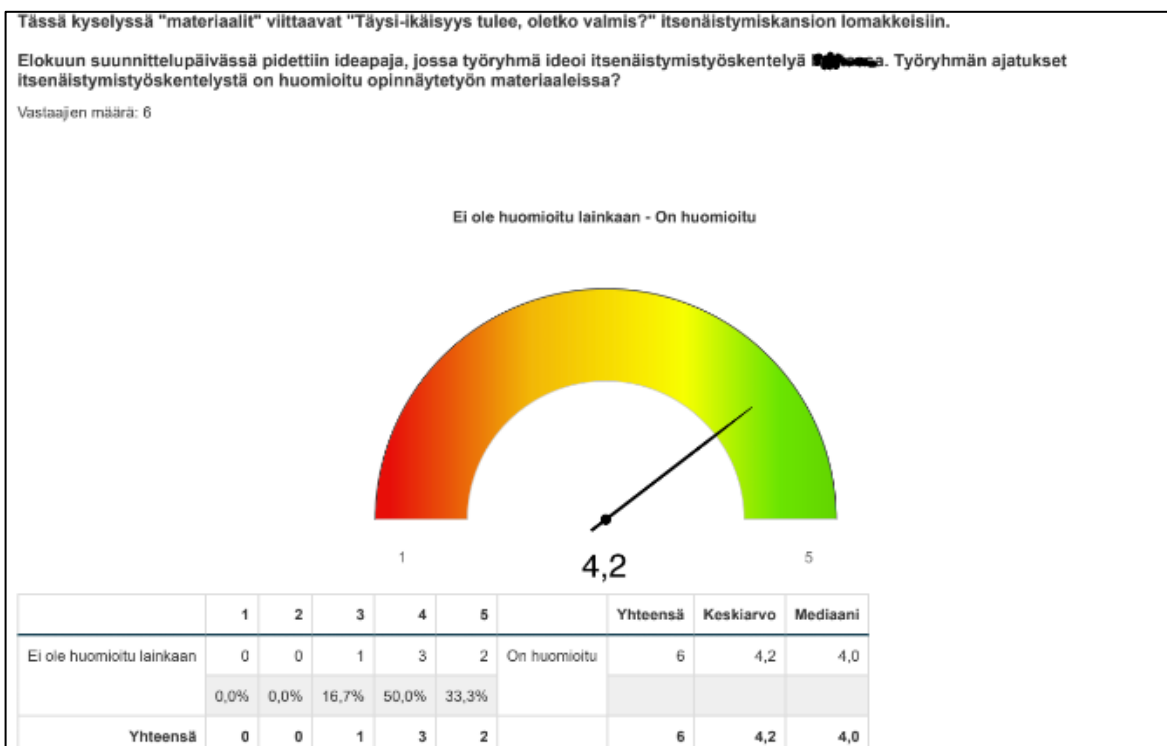 Tässä kyselyssä "materiaalit" viittaavat "Täysi-ikäisyys tulee, oletko valmis?" itsenäistymiskansion lomakkeisiin.
Elokuun suunnittelupäivässä pidettiin ideapaja, jossa työryhmä ideoi itsenäistymistyöskentelyä. Työryhmän ajatukset
itsenäistymistyöskentelystä on huomioitu opinnäytetyön materiaaleissa?
Vastaajien määrä: 6
Ei ole huomioitu lainkaan - On huomioitu
1
4,2
5
1 2 3 4 5 Yhteensä Keskiarvo Mediaani
Ei ole huomioitu lainkaan 0 0 1 3 2 On huomioitu 6 4,2 4,0
0,0% 0,0% 16,7% 50,0% 33,3%
Yhteensä 0 0 1 3 2 6 4,2 4,0